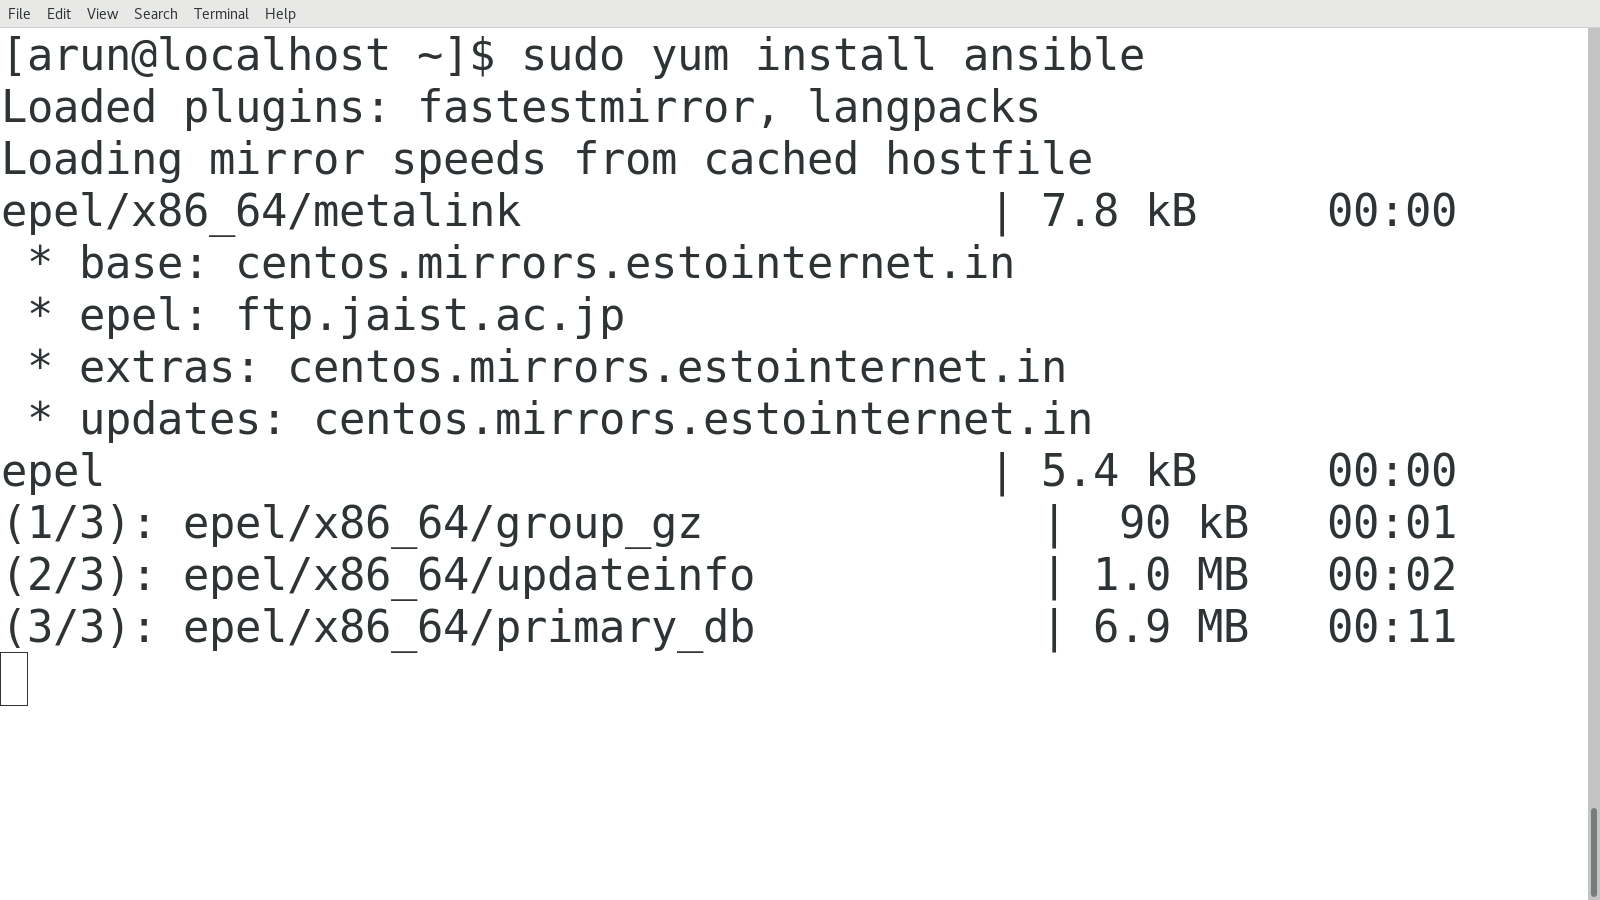 File Edit View Search Terminal Help
[arun@localhost ~]$ sudo yum install ansible
Loaded plugins: fastestmirror, langpacks
Loading mirror speeds from cached hostfile
epel/x86_64/metalink | 7.8 kB 00:00
* base: centos.mirrors.estointernet.in
* epel: ftp.jaist.ac.jp
* extras: centos.mirrors.estointernet.in
* updates: centos.mirrors.estointernet.in
epel | 5.4 kB 00:00
(1/3): epel/x86_64/group_gz | 90 kB 00:01
(2/3): epel/x86_64/updateinfo | 1.0 MB 00:02
(3/3): epel/x86_64/primary_db | 6.9 MB 00:11